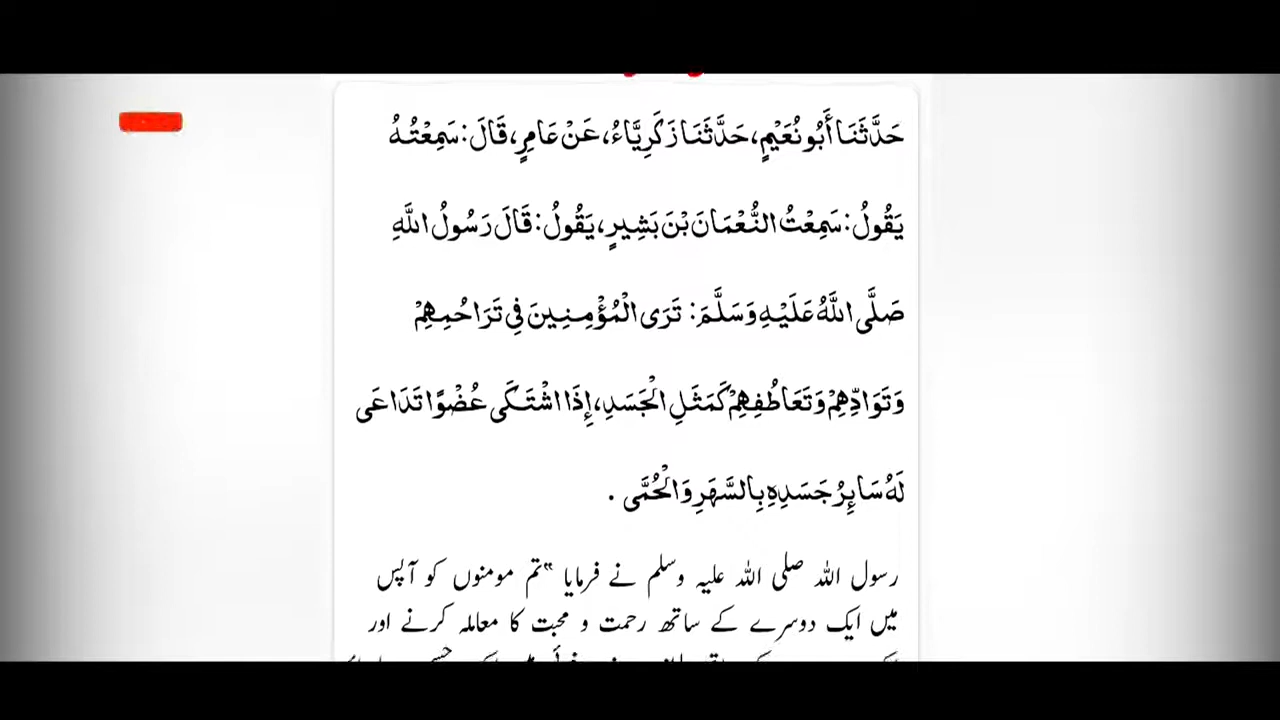 حَدَّثَنَا أَبُو نُعَيْمٍ، حَدَّثَنَا زَكَرِيَّاءُ، عَنْ عَامِرٍ، قَالَ: سَمِعْتُهُ
يَقُولُ: سَمِعْتُ النُّعْمَانَ بْنَ بَشِيرٍ، يَقُولُ: قَالَ رَسُولُ اللَّهِ
صَلَّى اللَّهُ عَلَيْهِ وَسَلَّمَ: تَرَى الْمُؤْمِنِينَ فِي تَرَاحُمِهِمْ
وَتَوَادِّهِمْ وَتَعَاطُفِهِمْ كَمَثَلِ الْجَسَدِ، إِذَا اشْتَكَى عُضْوًا تَدَاعَى
لَهُ سَايِٕرُ جَسَدِهِ بِالسَّهَرِ وَالْحُمَّى .
رسول اللہ صلی اللہ علیہ وسلم نے فرمایا ”تم مومنوں کو آپس
میں ایک دوسرے کے ساتھ رحمت و محبت کا معاملہ کرنے اور